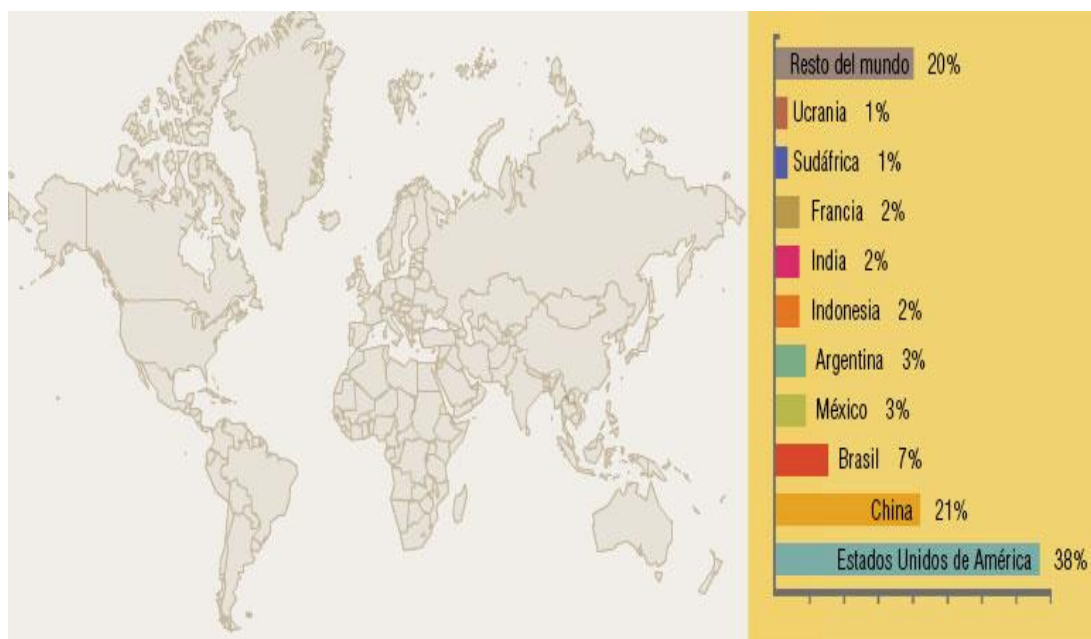 Resto del mundo 20%
Ucrania 1%
Sudáfrica 1%
Francia 2%
India 2%
Indonesia 2%
Argentina 3%
México 3%
Brasil 7%
China 21%
Estados Unidos de América 38%